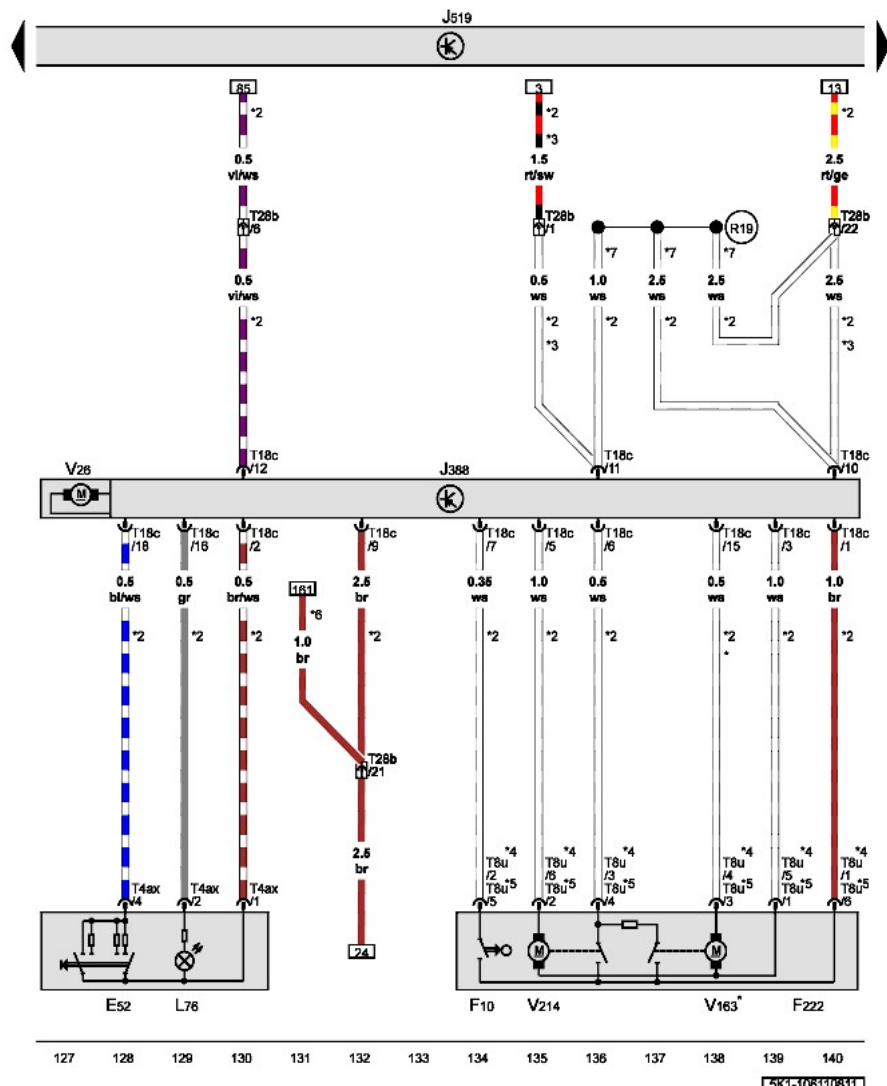 J519
85 3 13
*2 *2 *2
*3
0.5 1.5 2.5
vi/ws rt/sw rt/ge
T28b T28b T28b
/6 /1 R19 /22
*7 *7 *7
0.5 0.5 1.0 2.5 2.5 2.5
vi/ws ws ws ws ws ws
*2 *2 *2 *2 *2 *2
*3 *3
T18c T18c T18c
/12 /11 /10
V26 J388
M
T18c T18c T18c T18c T18c T18c T18c T18c T18c T18c
/18 /16 /2 /9 /7 /5 /6 /15 /3 /1
0.5 0.5 0.5 2.5 0.35 1.0 0.5 0.5 1.0 1.0
bl/ws gr br/ws br ws ws ws ws ws br
161
*6
*2 *2 *2 *2 *2 *2 *2 *2 *2 *2
*
1.0
br
T28b
/21
2.5
br
*4 *4 *4 *4 *4 *4
T8u T8u T8u T8u T8u T8u
/2 /6 /3 /4 /5 /1
T4ax T4ax T4ax T8u*5 T8u*5 T8u*5 T8u*5 T8u*5 T8u*5
/4 /2 /1 /5 /2 /4 /3 /1 /6
M M
24
E52 L76 F10 V214 V163* F222
127 128 129 130 131 132 133 134 135 136 137 138 139 140
5K1-106110811